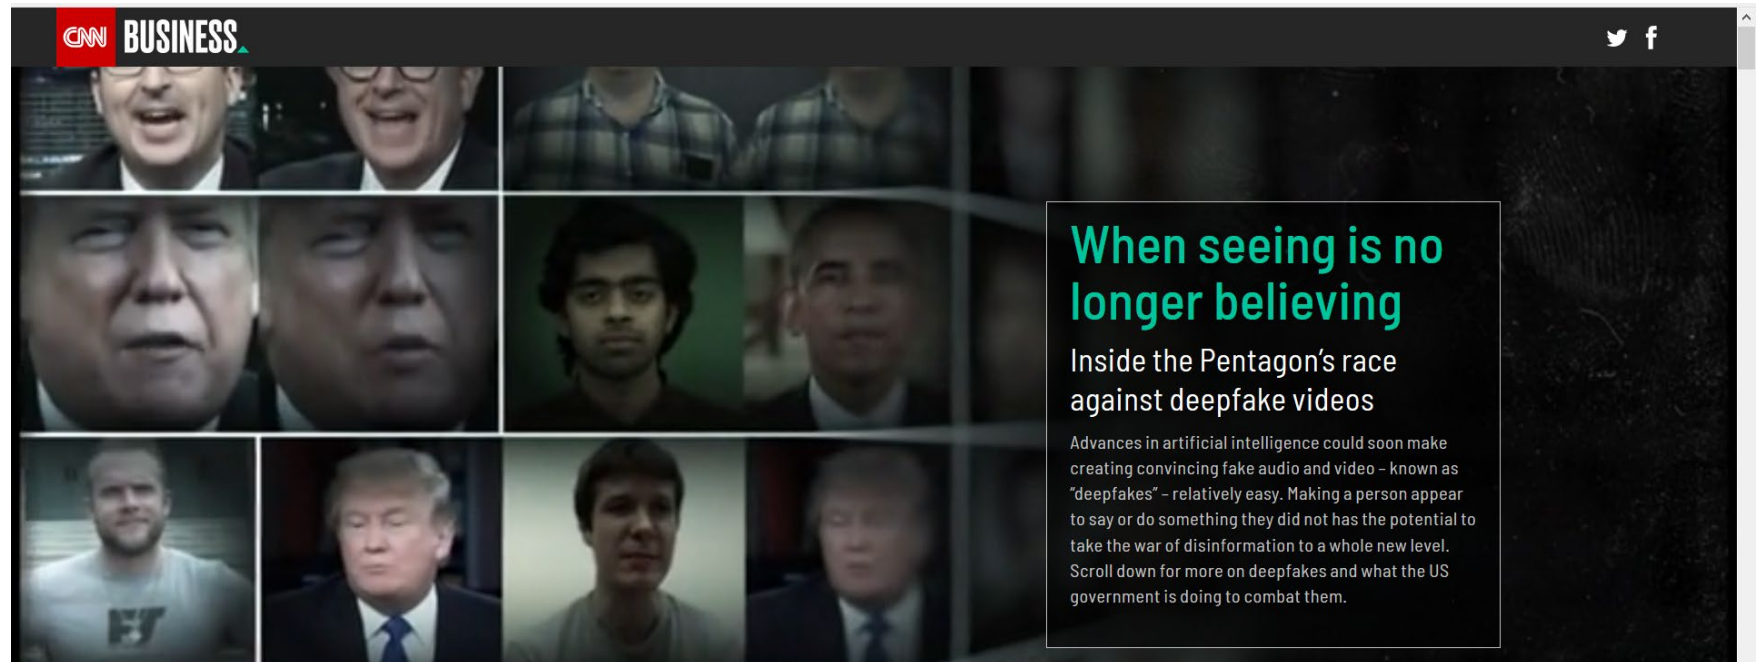 CNN BUSINESS
When seeing is no
longer believing
Inside the Pentagon's race
against deepfake videos
Advances in artificial intelligence could soon make
creating convincing fake audio and video – known as
"deepfakes" – relatively easy. Making a person appear
to say or do something they did not has the potential to
take the war of disinformation to a whole new level.
Scroll down for more on deepfakes and what the US
government is doing to combat them.